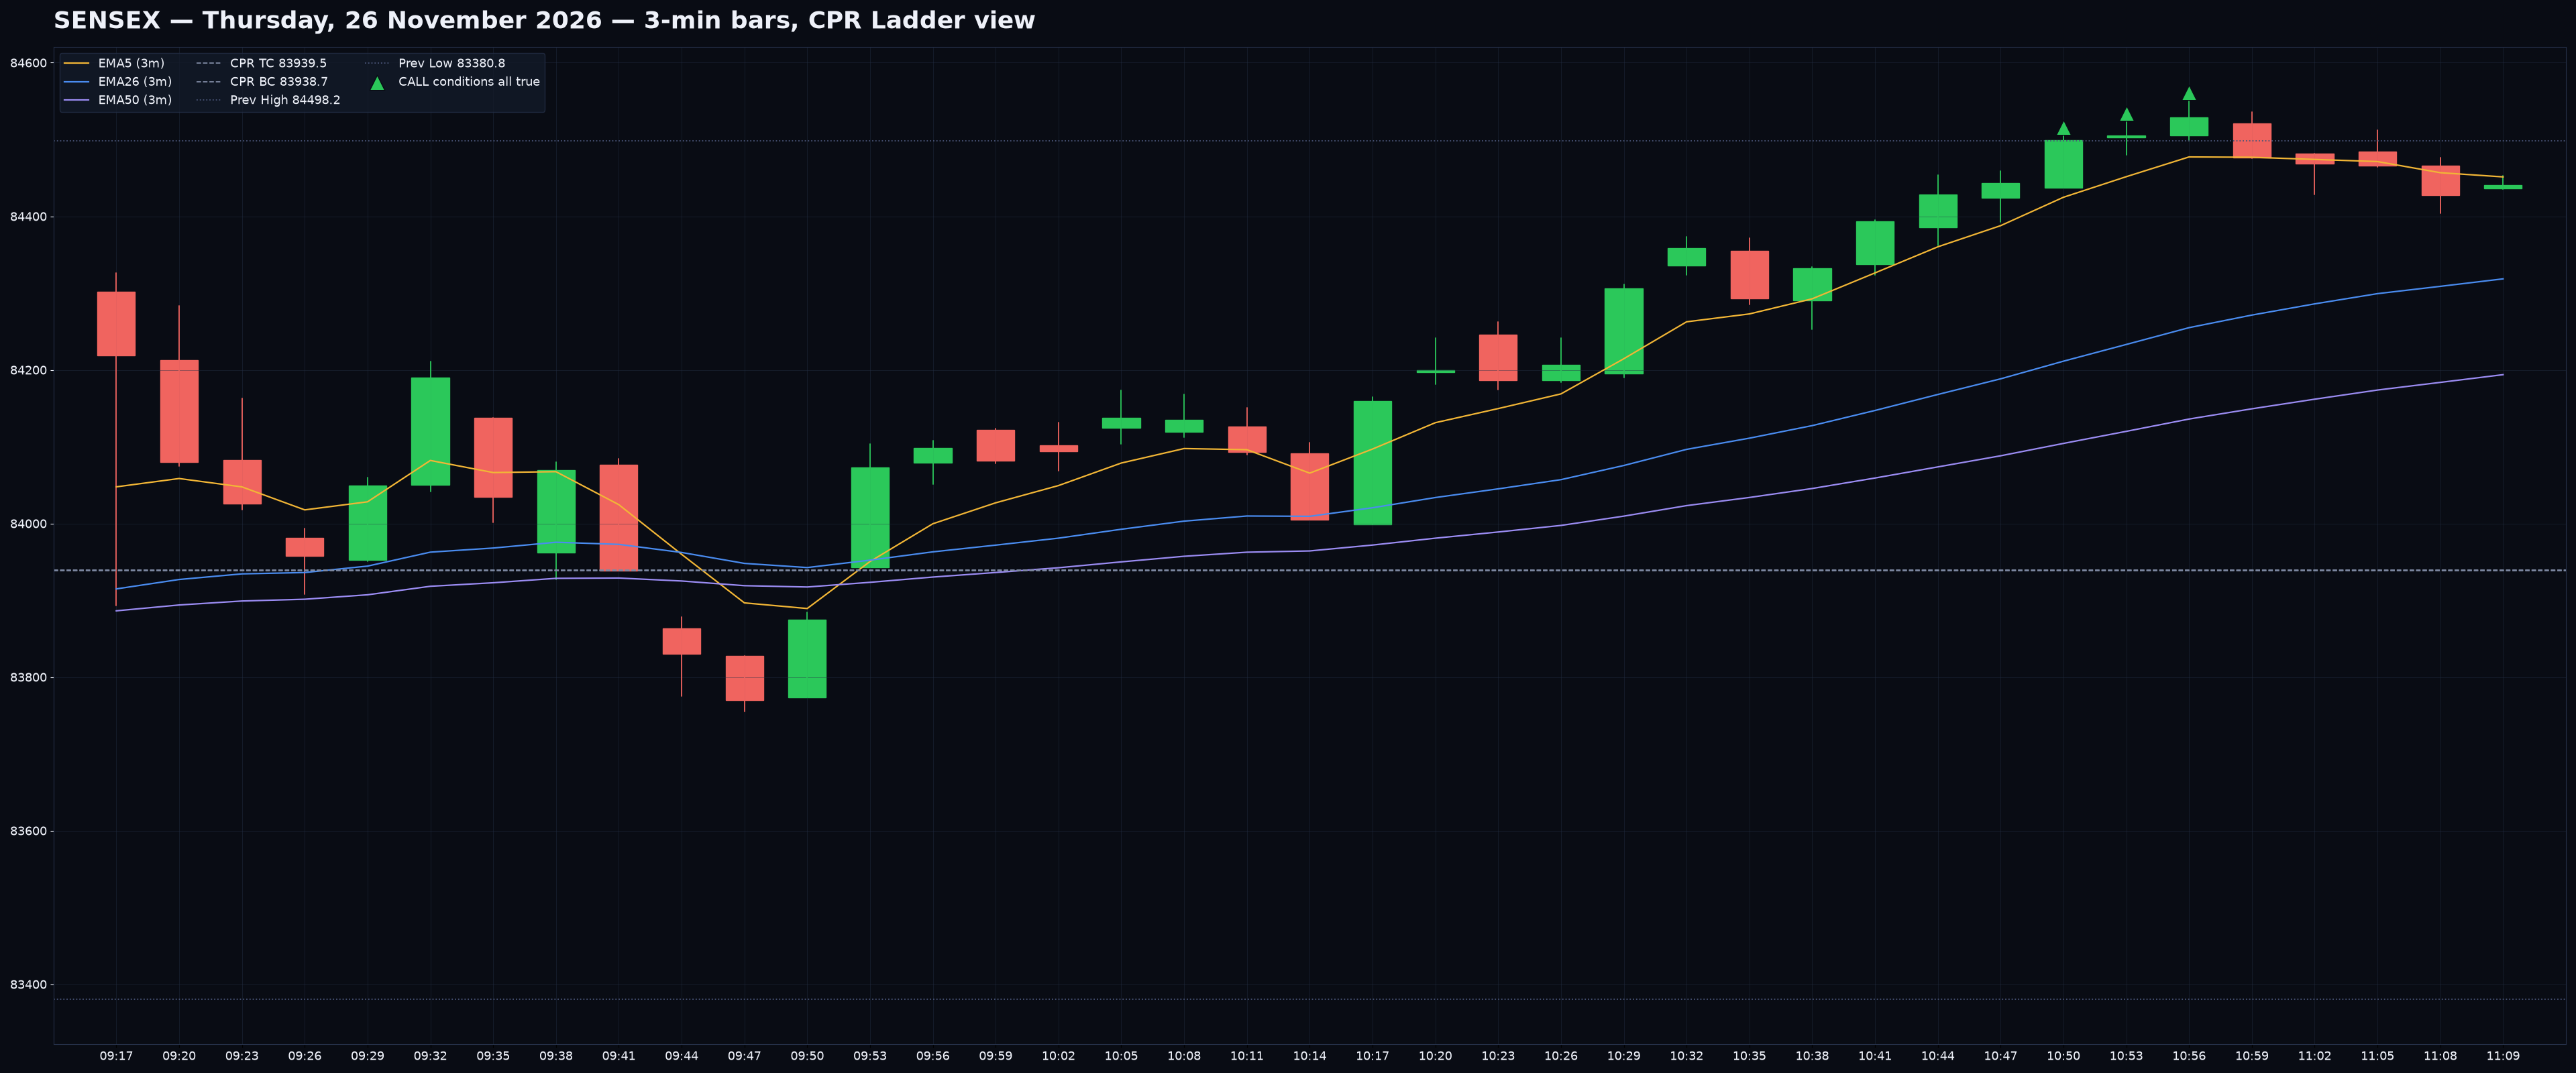 SENSEX — Thursday, 26 November 2026 — 3-min bars, CPR Ladder view
EMA5 (3m)
EMA26 (3m)
EMA50 (3m)
CPR TC 83939.5
CPR BC 83938.7
Prev High 84498.2
Prev Low 83380.8
CALL conditions all true
84600
84400
84200
84000
83800
83600
83400
09:17 09:20 09:23 09:26 09:29 09:32 09:35 09:38 09:41 09:44 09:47 09:50 09:53 09:56 09:59 10:02 10:05 10:08 10:11 10:14 10:17 10:20 10:23 10:26 10:29 10:32 10:35 10:38 10:41 10:44 10:47 10:50 10:53 10:56 10:59 11:02 11:05 11:08 11:09